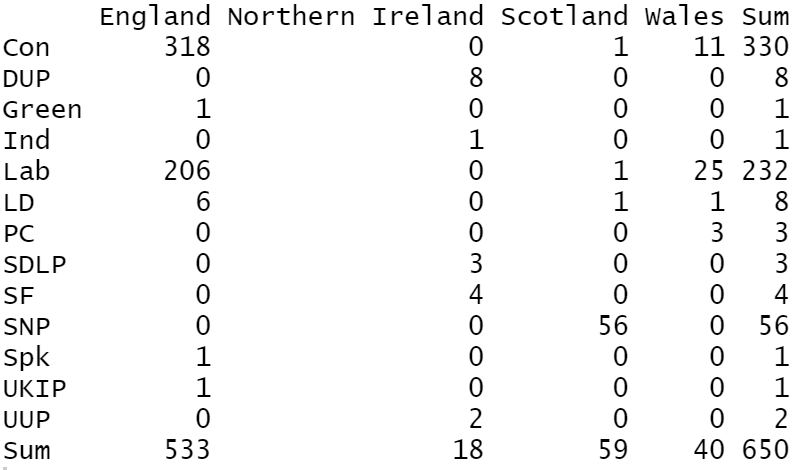 England Northern Ireland Scotland Wales Sum
Con 318 0 1 11 330
DUP 0 8 0 0 8
Green 1 0 0 0 1
Ind 0 1 0 0 1
Lab 206 0 1 25 232
LD 6 0 1 1 8
PC 0 0 0 3 3
SDLP 0 3 0 0 3
SF 0 4 0 0 4
SNP 0 0 56 0 56
Spk 1 0 0 0 1
UKIP 1 0 0 0 1
UUP 0 2 0 0 2
Sum 533 18 59 40 650